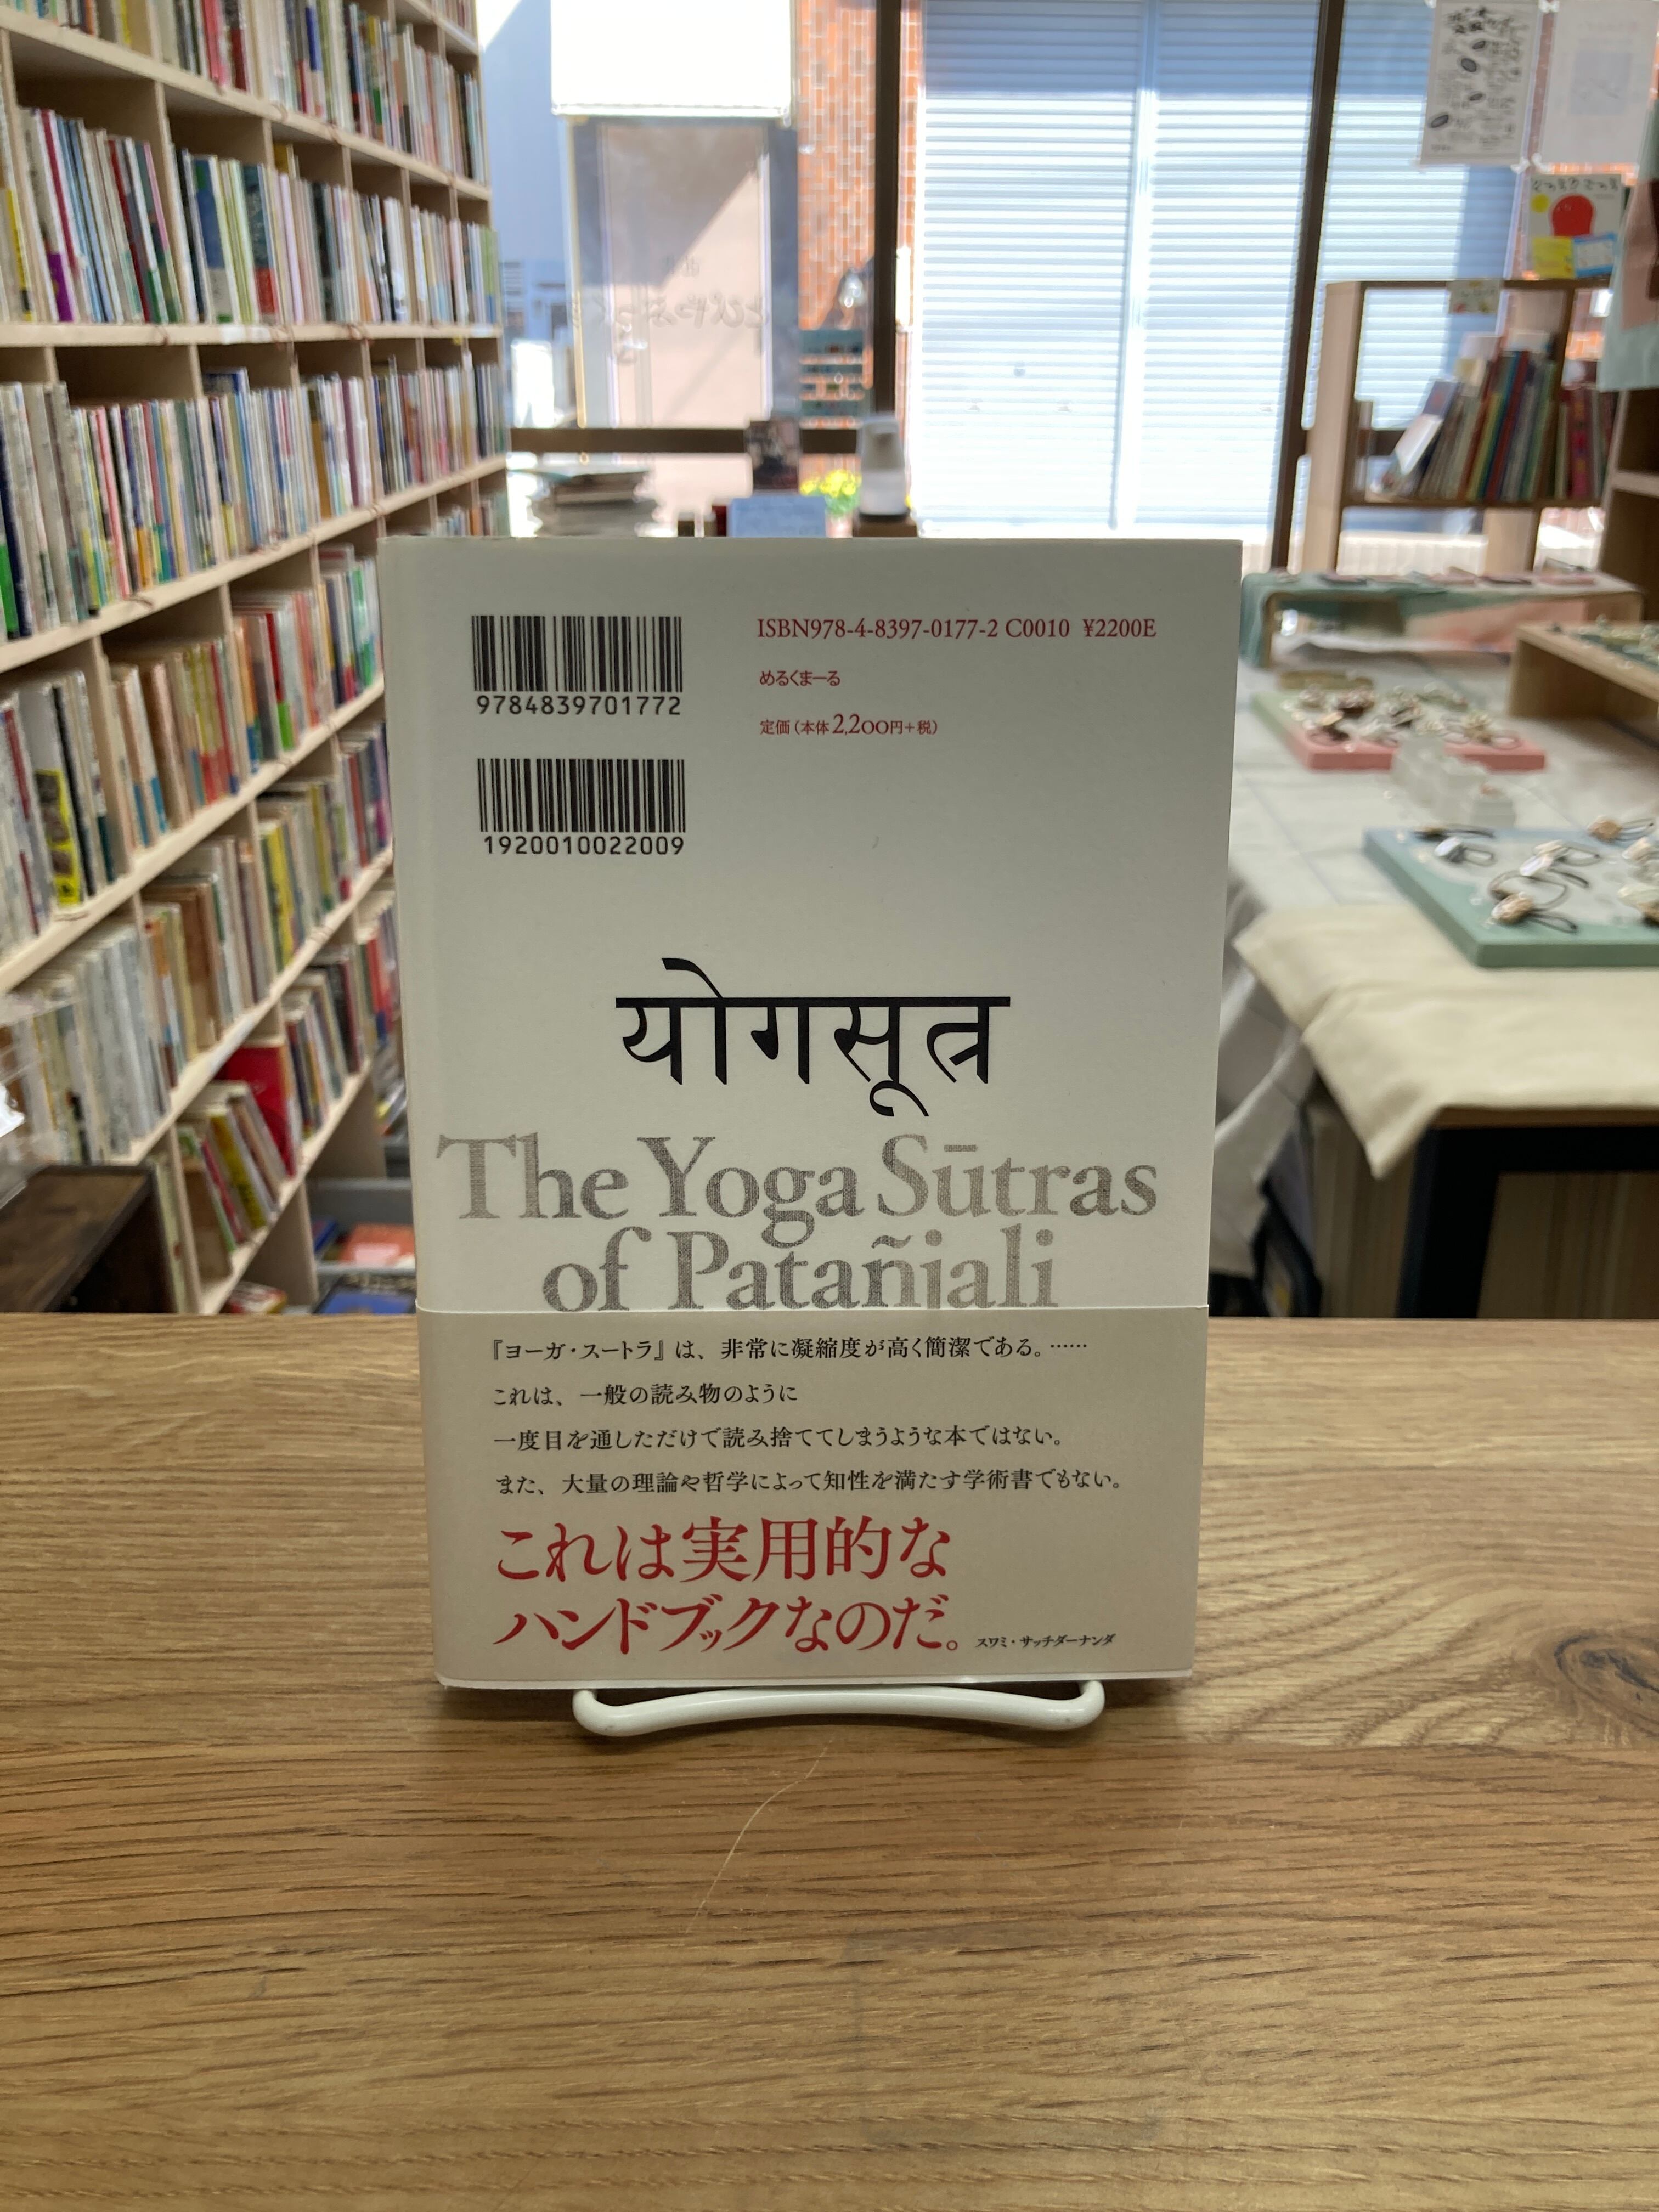 9784839701772
1920010022009
ISBN978-4-8397-0177-2 C0010 ¥2200E
めるくまーる
定価（本体2,200円+税）
योगसूत्र
The Yoga Sūtras
of Patañjali
『ヨーガ・スートラ』は、非常に凝縮度が高く簡潔である。……
これは、一般の読み物のように
一度目を通しただけで読み捨ててしまうような本ではない。
また、大量の理論や哲学によって知性を満たす学術書でもない。
これは実用的な
ハンドブックなのだ。スワミ・サッチダーナンダ